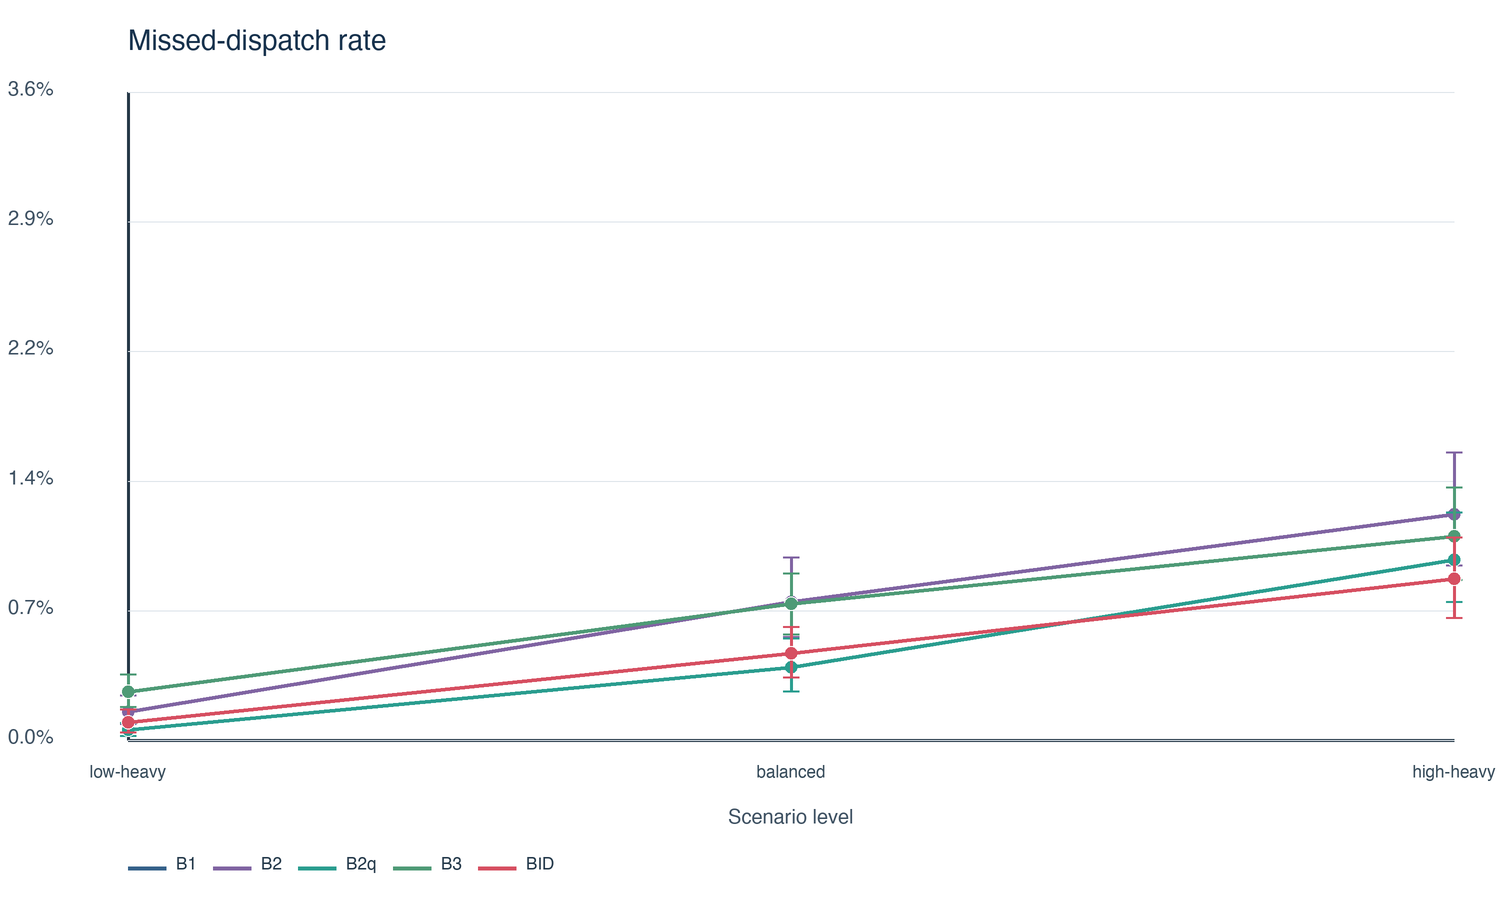 Missed-dispatch rate
3.6%
2.9%
2.2%
1.4%
0.7%
0.0%
low-heavy balanced high-heavy
Scenario level
B1 B2 B2q B3 BID